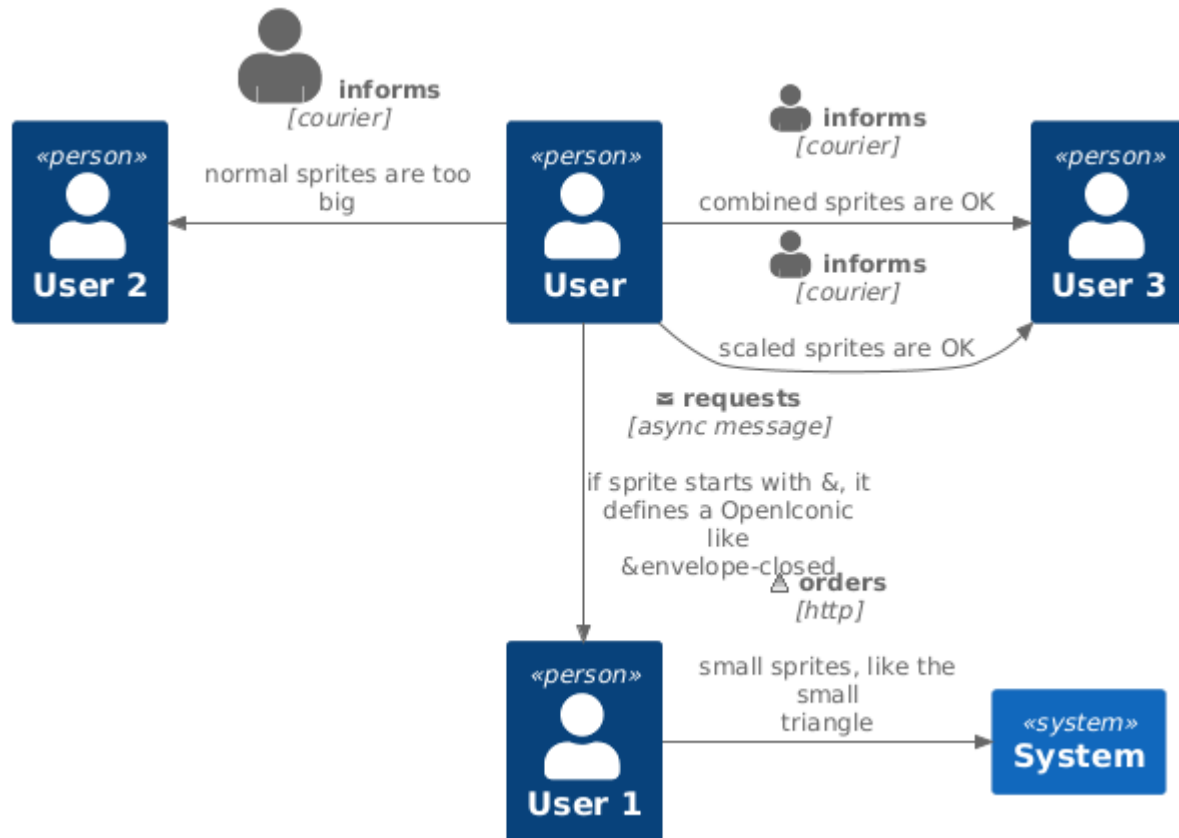 informs
[courier]
«person»
User 2
normal sprites are too
big
«person»
User
informs
[courier]
combined sprites are OK
informs
[courier]
scaled sprites are OK
«person»
User 3
requests
[async message]
if sprite starts with &, it
defines a OpenIconic
like
&envelope-closed
orders
[http]
small sprites, like the
small
triangle
«person»
User 1
«system»
System